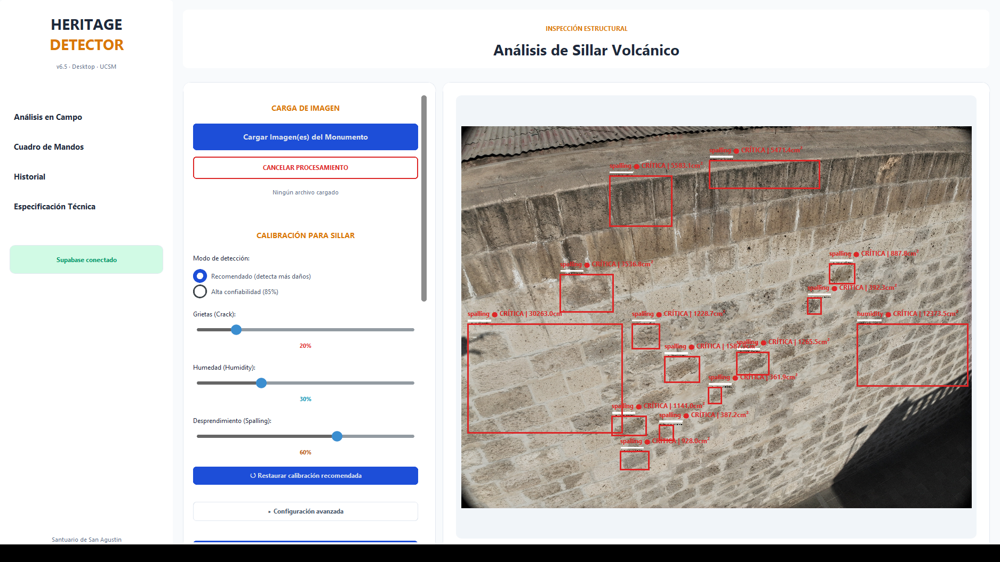 HERITAGE
DETECTOR
v6.5 · Desktop · UCSM
Análisis en Campo
Cuadro de Mandos
Historial
Especificación Técnica
Supabase conectado
Santuario de San Agustin
INSPECCIÓN ESTRUCTURAL
Análisis de Sillar Volcánico
CARGA DE IMAGEN
Cargar Imagen(es) del Monumento
CANCELAR PROCESAMIENTO
Ningún archivo cargado
CALIBRACIÓN PARA SILLAR
Modo de detección:
Recomendado (detecta más daños)
Alta confiabilidad (85%)
Grietas (Crack):
20%
Humedad (Humidity):
30%
Desprendimiento (Spalling):
60%
Restaurar calibración recomendada
▸ Configuración avanzada
spalling ● CRÍTICA | 5471.4cm²
spalling ● CRÍTICA | 5583.1cm²
spalling ● CRÍTICA | 887.8cm²
spalling ● CRÍTICA | 3536.8cm²
spalling ● CRÍTICA | 392.3cm²
spalling ● CRÍTICA | 30263.0cm²
spalling ● CRÍTICA | 1228.7cm²
humidity ● CRÍTICA | 12373.5cm²
spalling ● CRÍTICA | 1265.5cm²
spalling ● CRÍTICA | 1587.9cm²
spalling ● CRÍTICA | 361.9cm²
spalling ● CRÍTICA | 1141.0cm²
spalling ● CRÍTICA | 387.2cm²
spalling ● CRÍTICA | 928.0cm²